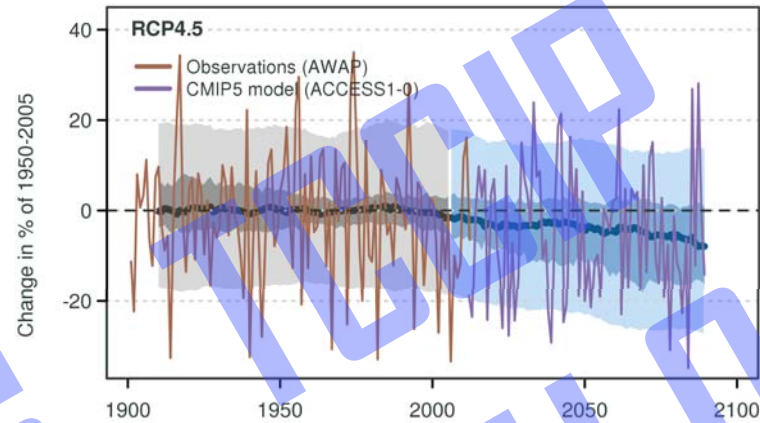 RCP4.5
Observations (AWAP)
CMIP5 model (ACCESS1-0)
Change in % of 1950-2005
40
20
0
-20
1900
1950
2000
2050
2100
TCCIP